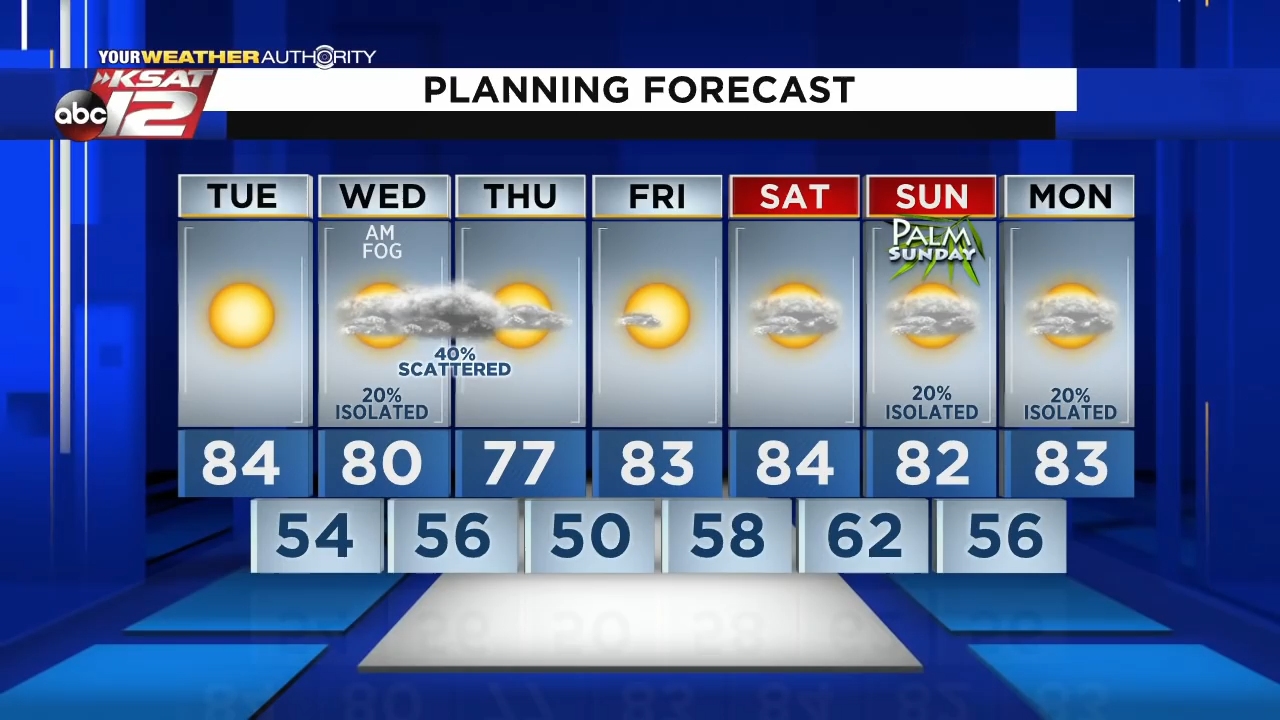 YOURWEATHERAUTHORITY
KSAT
abc 12
PLANNING FORECAST
TUE WED THU FRI SAT SUN MON
AM
FOG
PALM
SUNDAY
40%
SCATTERED
20%
ISOLATED
20%
ISOLATED
20%
ISOLATED
84 80 77 83 84 82 83
54 56 50 58 62 56